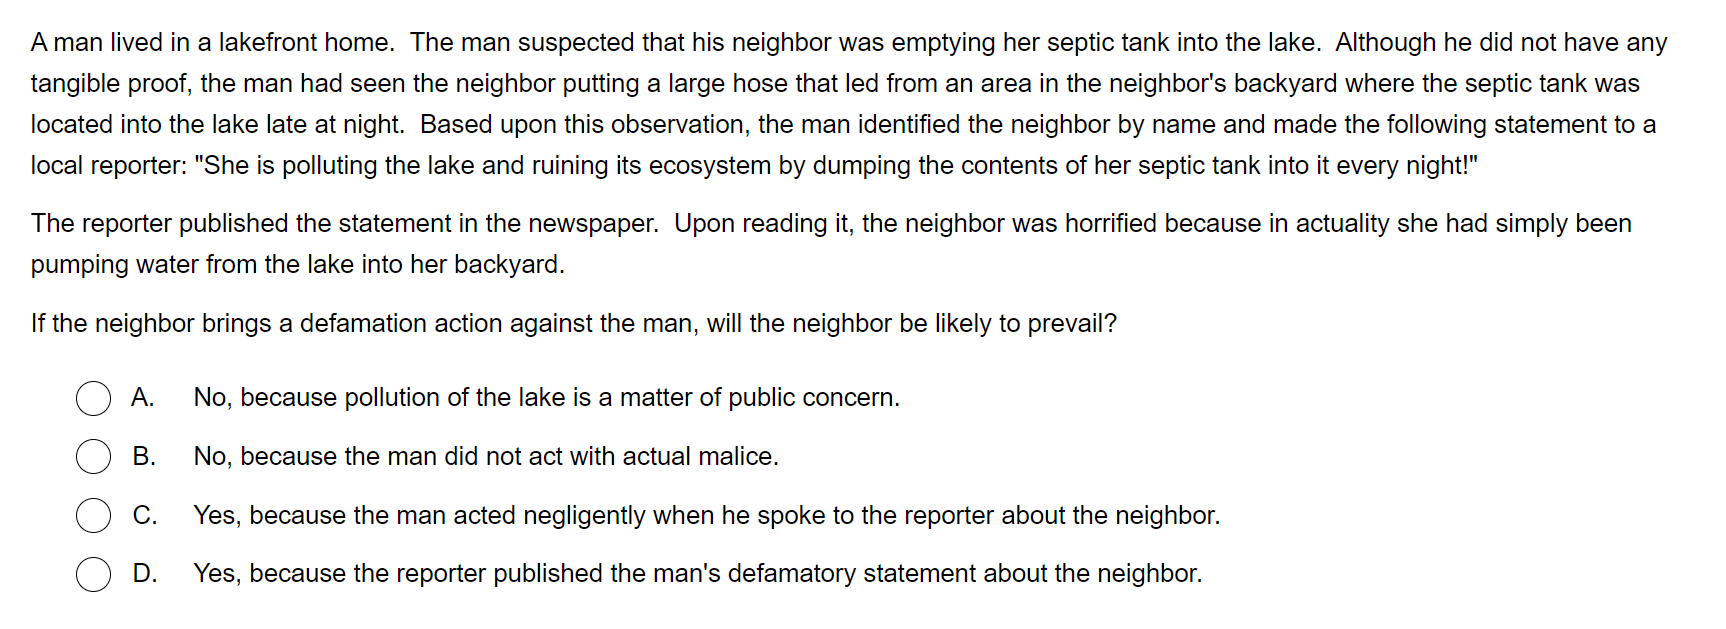 A man lived in a lakefront home.  The man suspected that his neighbor was emptying her septic tank into the lake.  Although he did not have any
tangible proof, the man had seen the neighbor putting a large hose that led from an area in the neighbor's backyard where the septic tank was
located into the lake late at night.  Based upon this observation, the man identified the neighbor by name and made the following statement to a
local reporter: "She is polluting the lake and ruining its ecosystem by dumping the contents of her septic tank into it every night!"
The reporter published the statement in the newspaper.  Upon reading it, the neighbor was horrified because in actuality she had simply been
pumping water from the lake into her backyard.
If the neighbor brings a defamation action against the man, will the neighbor be likely to prevail?
A. No, because pollution of the lake is a matter of public concern.
B. No, because the man did not act with actual malice.
C. Yes, because the man acted negligently when he spoke to the reporter about the neighbor.
D. Yes, because the reporter published the man's defamatory statement about the neighbor.